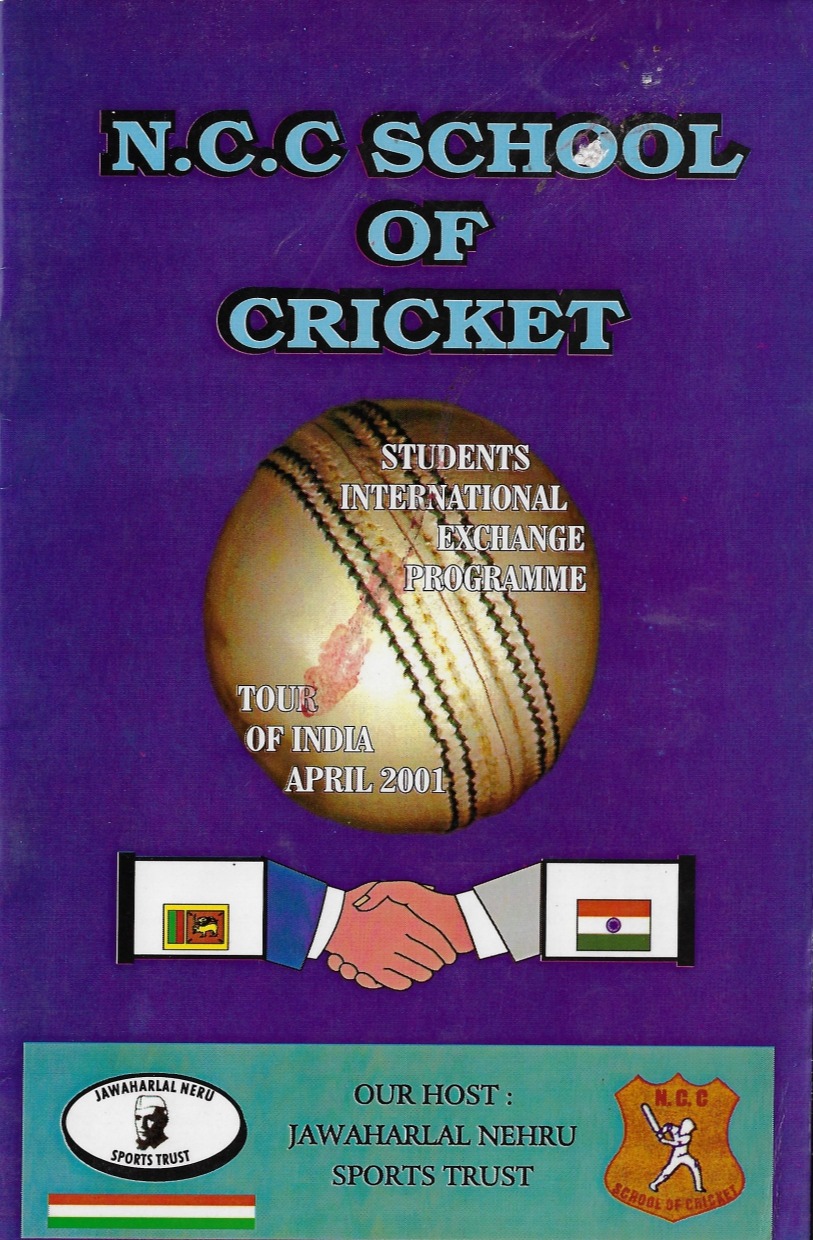 N.C.C SCHOOL
OF
CRICKET
STUDENTS
INTERNATIONAL
EXCHANGE
PROGRAMME
TOUR
OF INDIA
APRIL 2001
JAWAHARLAL NERU
SPORTS TRUST
OUR HOST :
JAWAHARLAL NEHRU
SPORTS TRUST
N.C.C
SCHOOL OF CRICKET